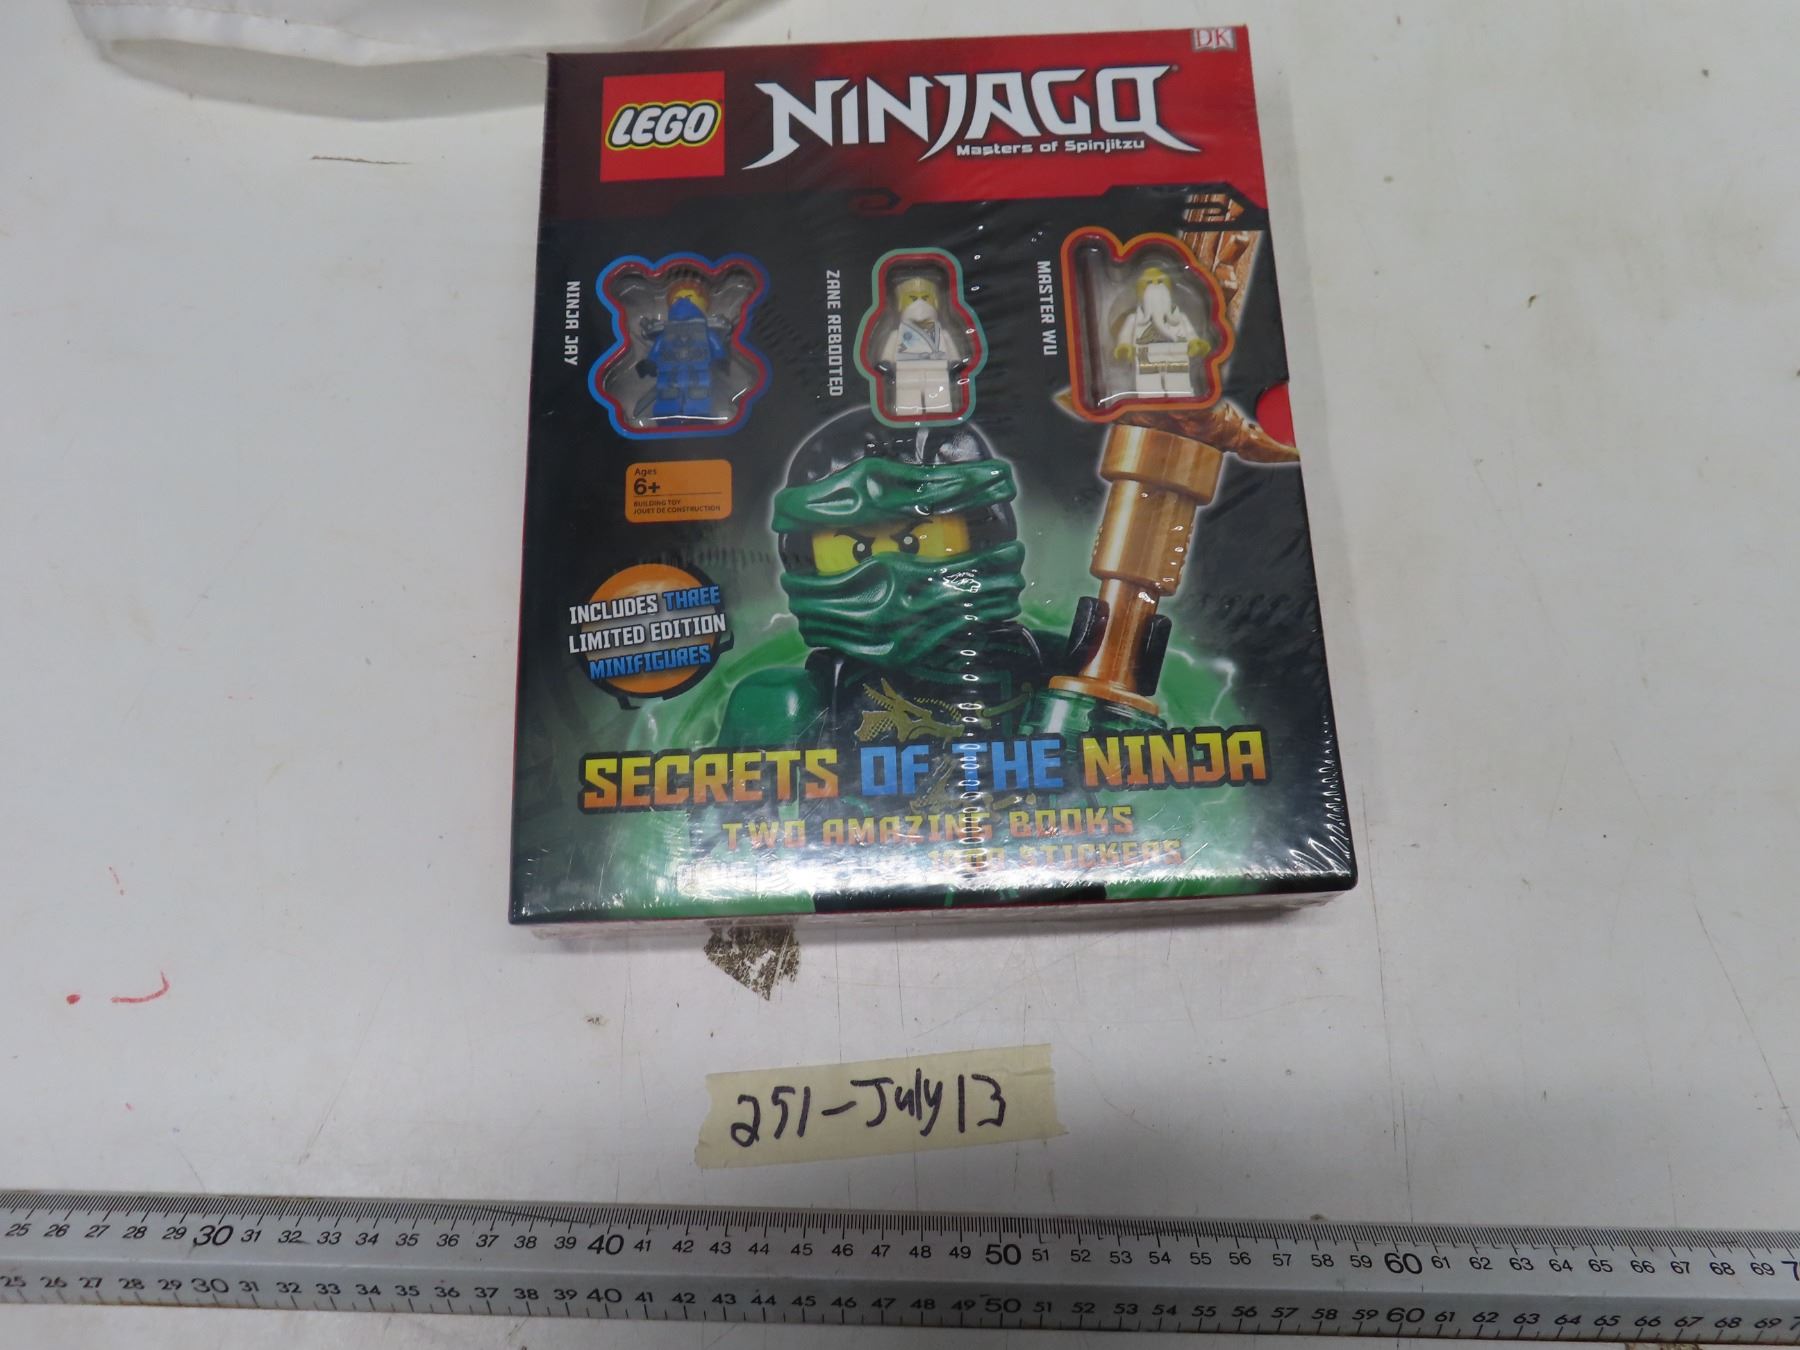 DK
LEGO
NINJAGO
Masters of Spinjitzu
NINJA JAY
ZANE REBOOTED
MASTER WU
Ages
6+
BUILDING TOY
JOUET DE CONSTRUCTION
INCLUDES THREE
LIMITED EDITION
MINIFIGURES
SECRETS OF THE NINJA
TWO AMAZING BOOKS
1000 STICKERS
251-July13
25 26 27 28 29 30 31 32 33 34 35 36 37 38 39 40 41 42 43 44 45 46 47 48 49 50 51 52 53 54 55 56 57 58 59 60 61 62 63 64 65 66 67 68 69
25 26 27 28 29 30 31 32 33 34 35 36 37 38 39 40 41 42 43 44 45 46 47 48 49 50 51 52 53 54 55 56 57 58 59 60 61 62 63 64 65 66 67 68 69